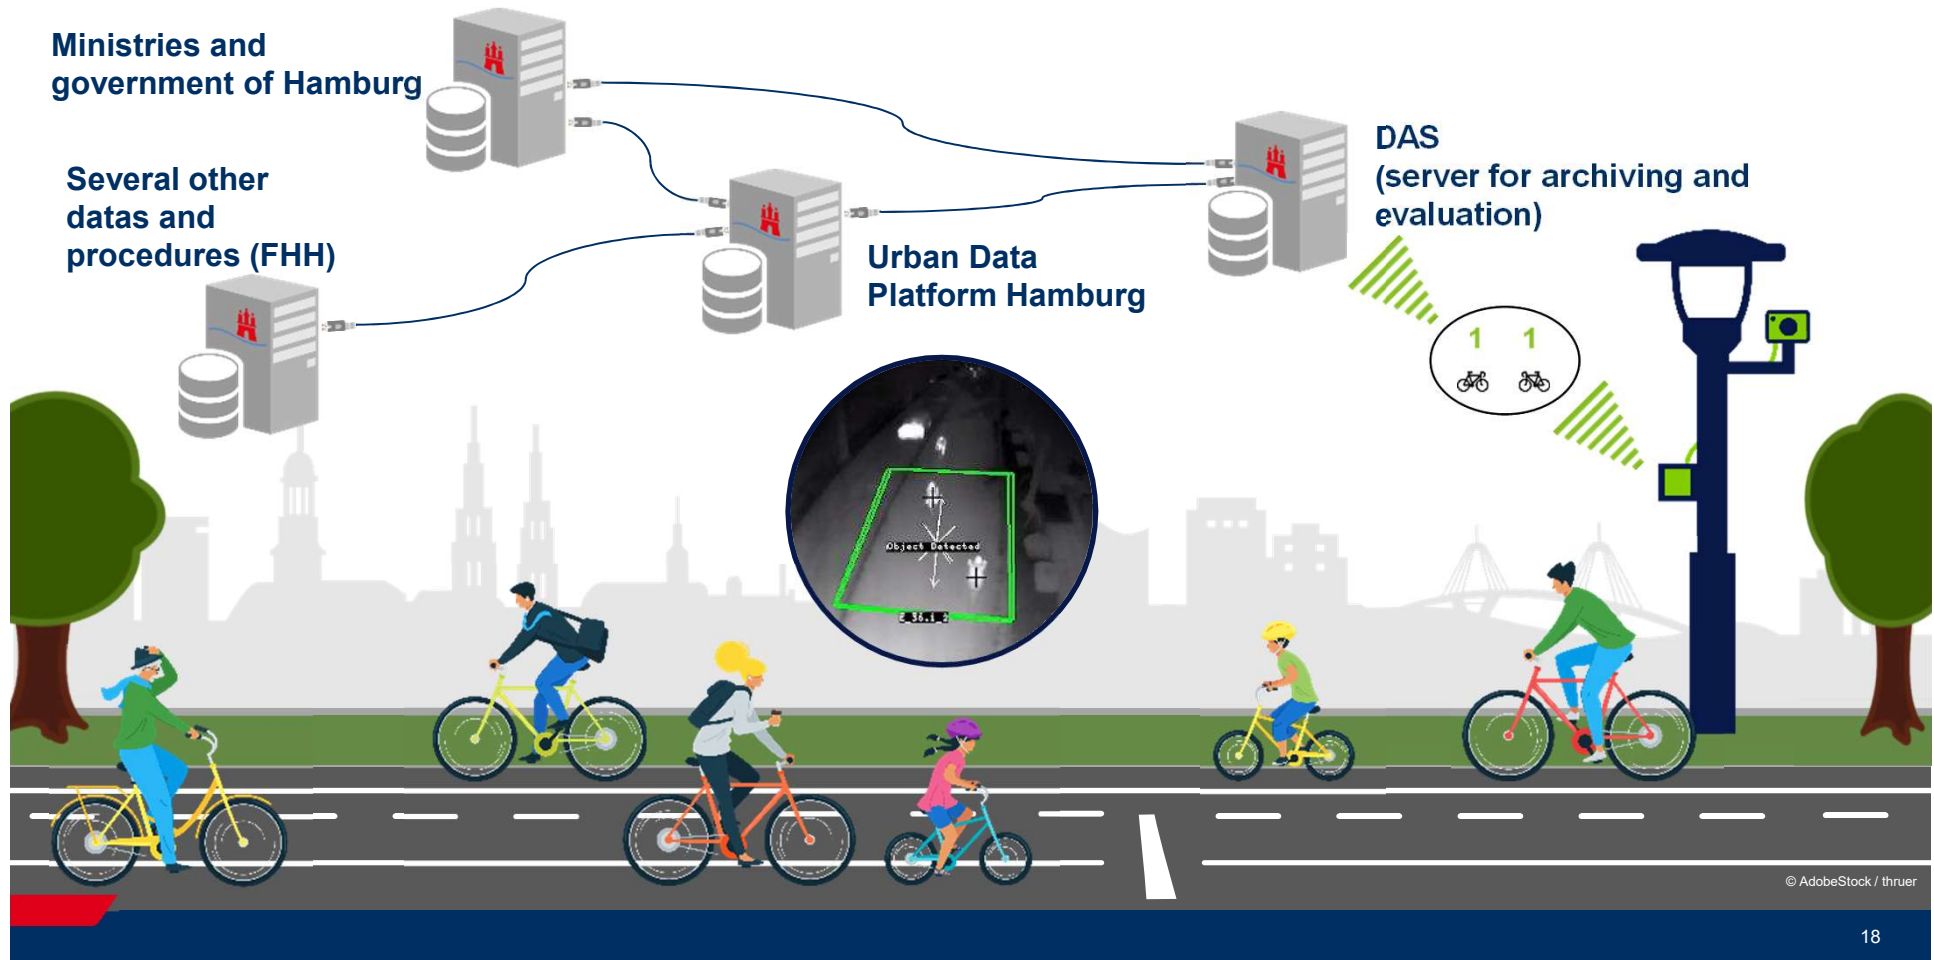 Ministries and
government of Hamburg
Several other
datas and
procedures (FHH)
Urban Data
Platform Hamburg
DAS
(server for archiving and
evaluation)
1 1
Object Detected
© AdobeStock / thruer
18